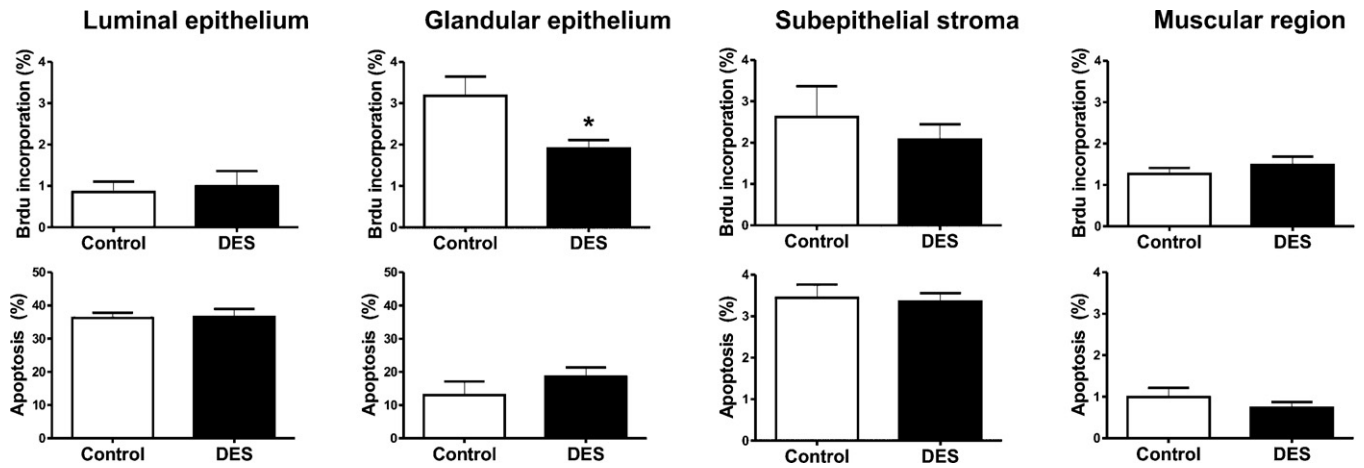 Luminal epithelium
Glandular epithelium
Subepithelial stroma
Muscular region
Brdu incorporation (%)
4
3
2
1
0
Control
DES
Brdu incorporation (%)
4
3
2
1
0
*
Control
DES
Brdu incorporation (%)
4
3
2
1
0
Control
DES
Brdu incorporation (%)
4
3
2
1
0
Control
DES
Apoptosis (%)
50
40
30
20
10
0
Control
DES
Apoptosis (%)
50
40
30
20
10
0
Control
DES
Apoptosis (%)
4
3
2
1
0
Control
DES
Apoptosis (%)
4
3
2
1
0
Control
DES